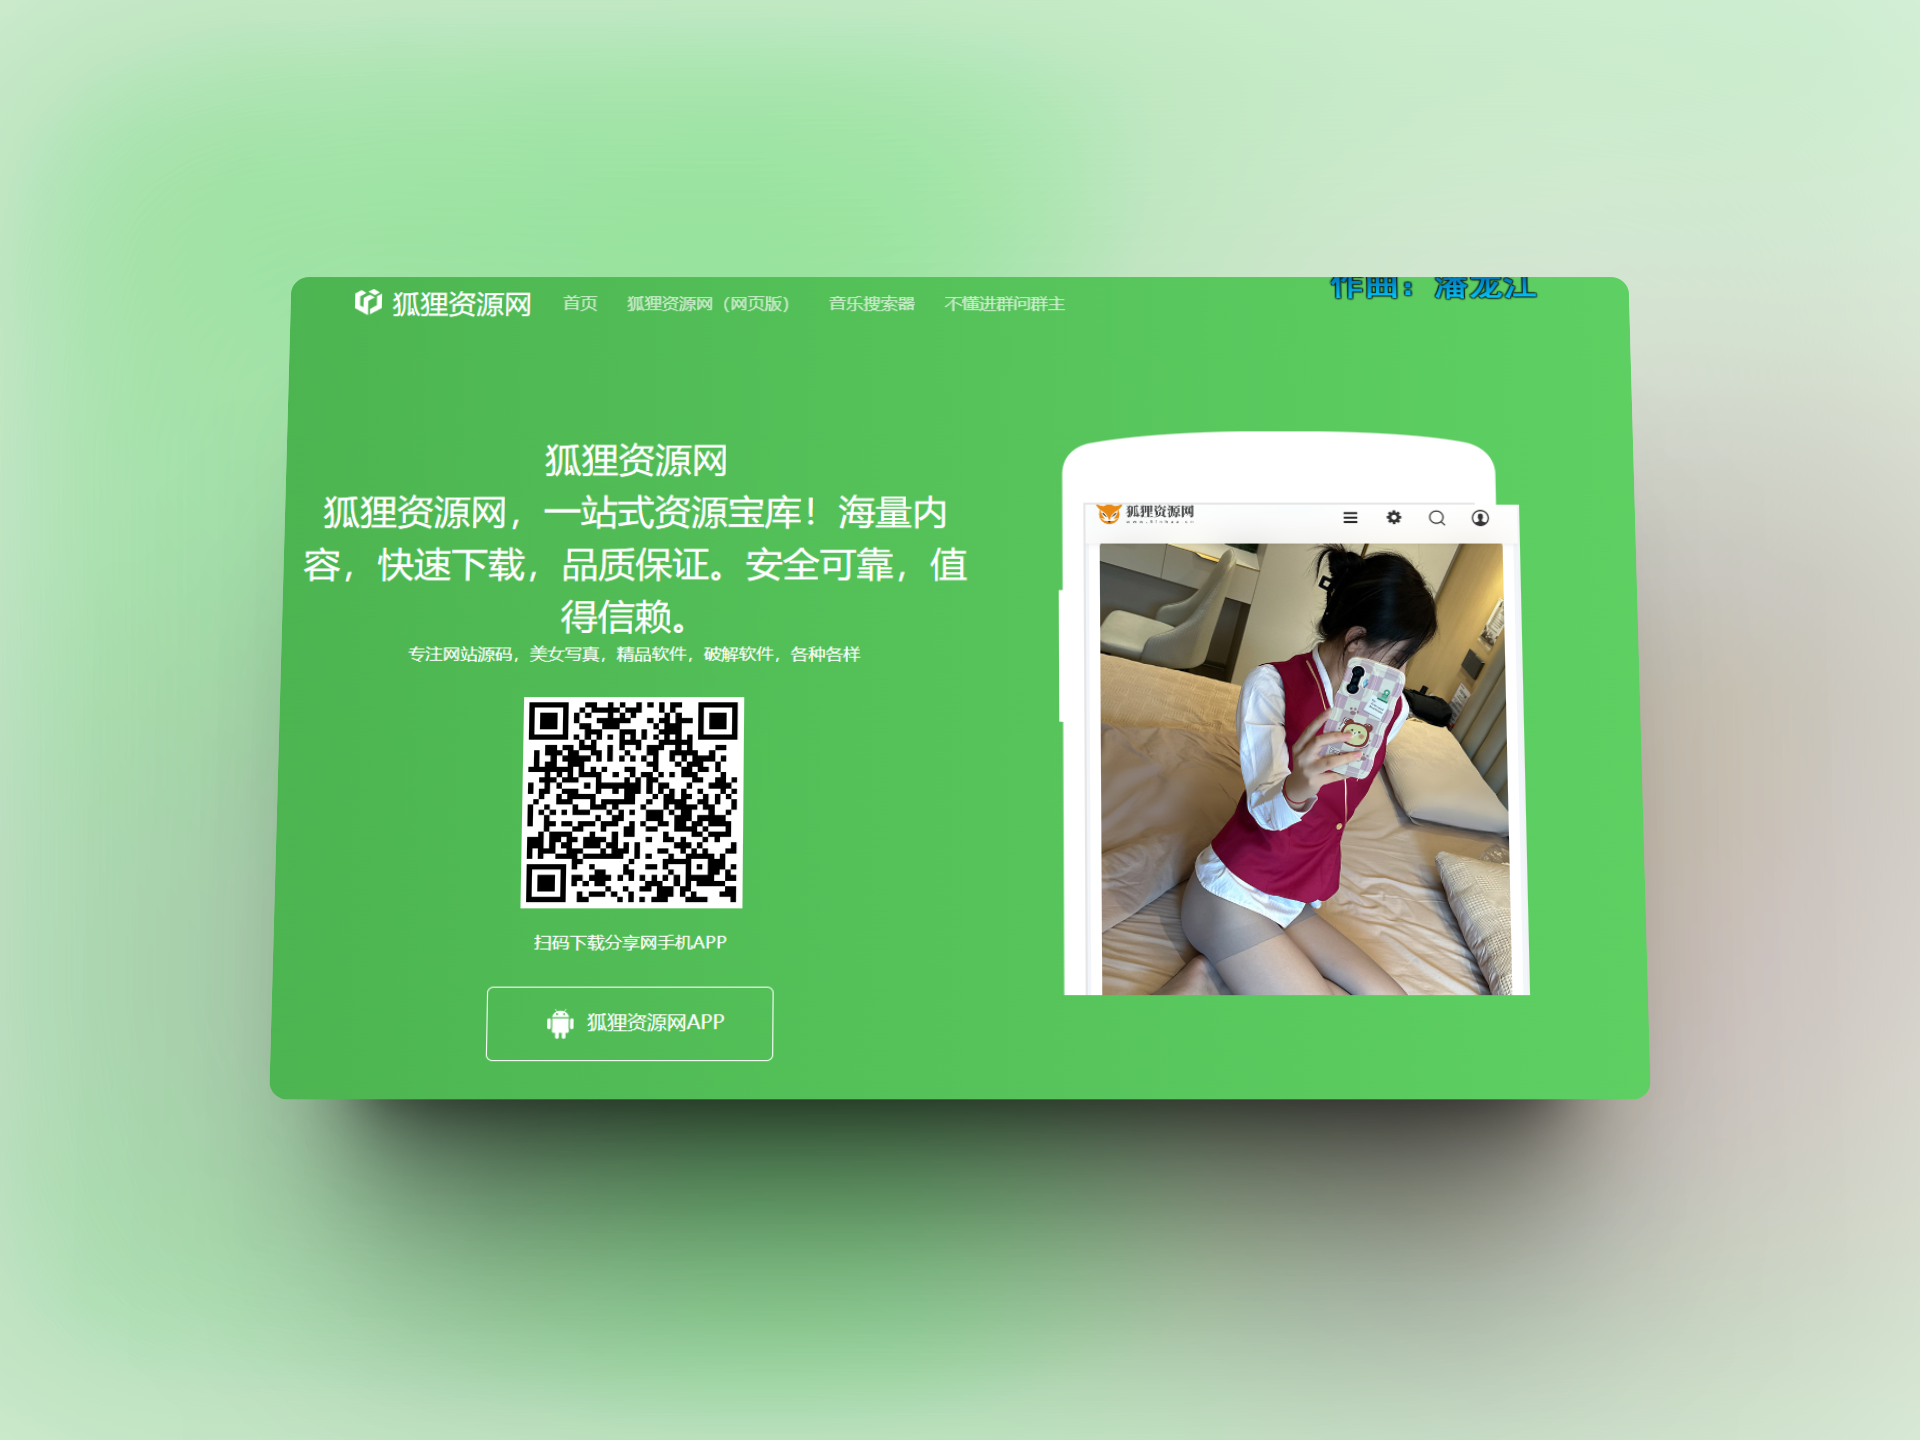 狐狸资源网 首页 狐狸资源网（网页版） 音乐搜索器 不懂进群问群主
作曲：潘龙江
狐狸资源网
狐狸资源网，一站式资源宝库！海量内
容，快速下载，品质保证。安全可靠，值
得信赖。
专注网站源码，美女写真，精品软件，破解软件，各种各样
扫码下载分享网手机APP
狐狸资源网APP
狐狸资源网